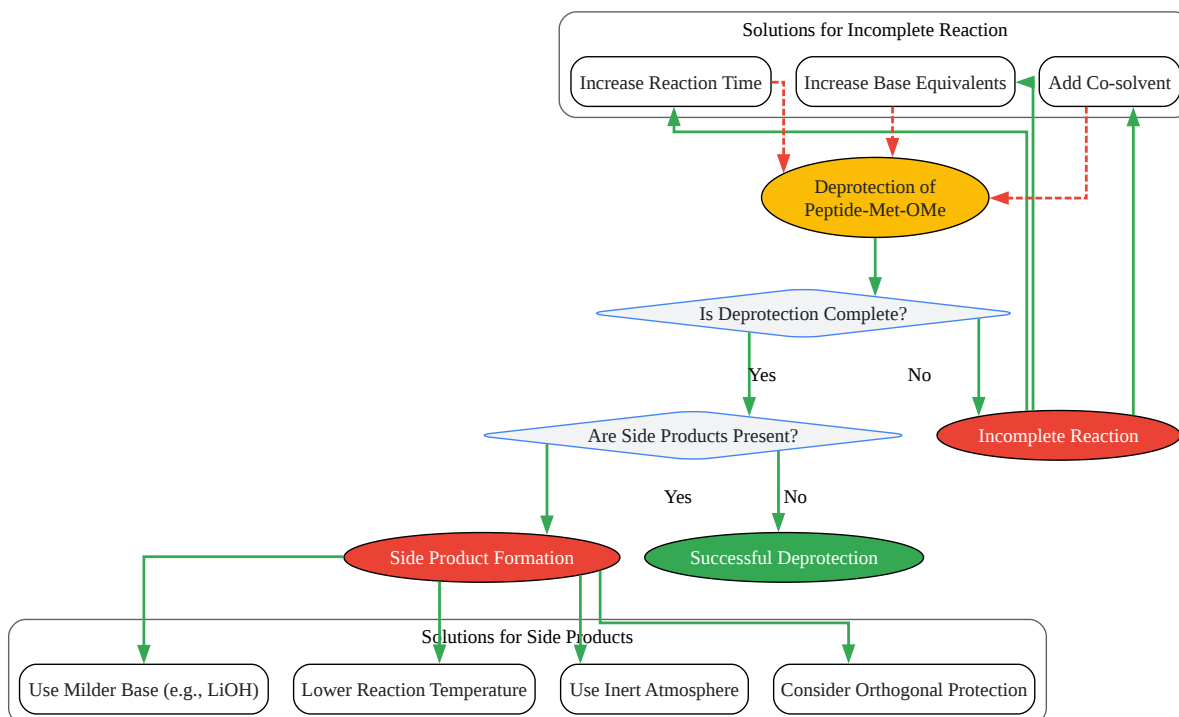 Solutions for Incomplete Reaction
Increase Reaction Time
Increase Base Equivalents
Add Co-solvent
Deprotection of
Peptide-Met-OMe
Is Deprotection Complete?
Yes
No
Are Side Products Present?
Incomplete Reaction
Yes
No
Side Product Formation
Successful Deprotection
Solutions for Side Products
Use Milder Base (e.g., LiOH)
Lower Reaction Temperature
Use Inert Atmosphere
Consider Orthogonal Protection